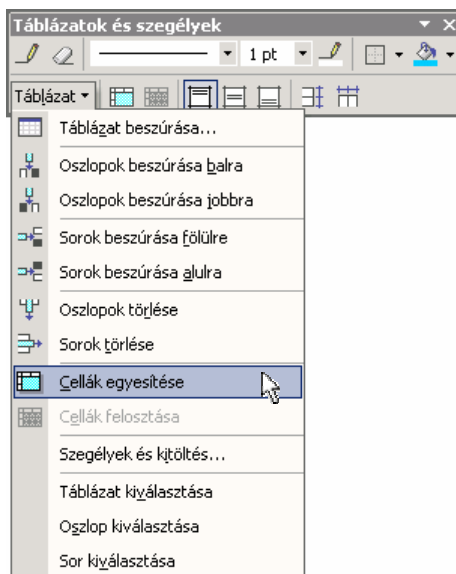 Táblázatok és szegélyek
1 pt
Táblázat
Táblázat beszúrása...
Oszlopok beszúrása balra
Oszlopok beszúrása jobbra
Sorok beszúrása fölülre
Sorok beszúrása alulra
Oszlopok törlése
Sorok törlése
Cellák egyesítése
Cellák felosztása
Szegélyek és kitöltés...
Táblázat kiválasztása
Oszlop kiválasztása
Sor kiválasztása